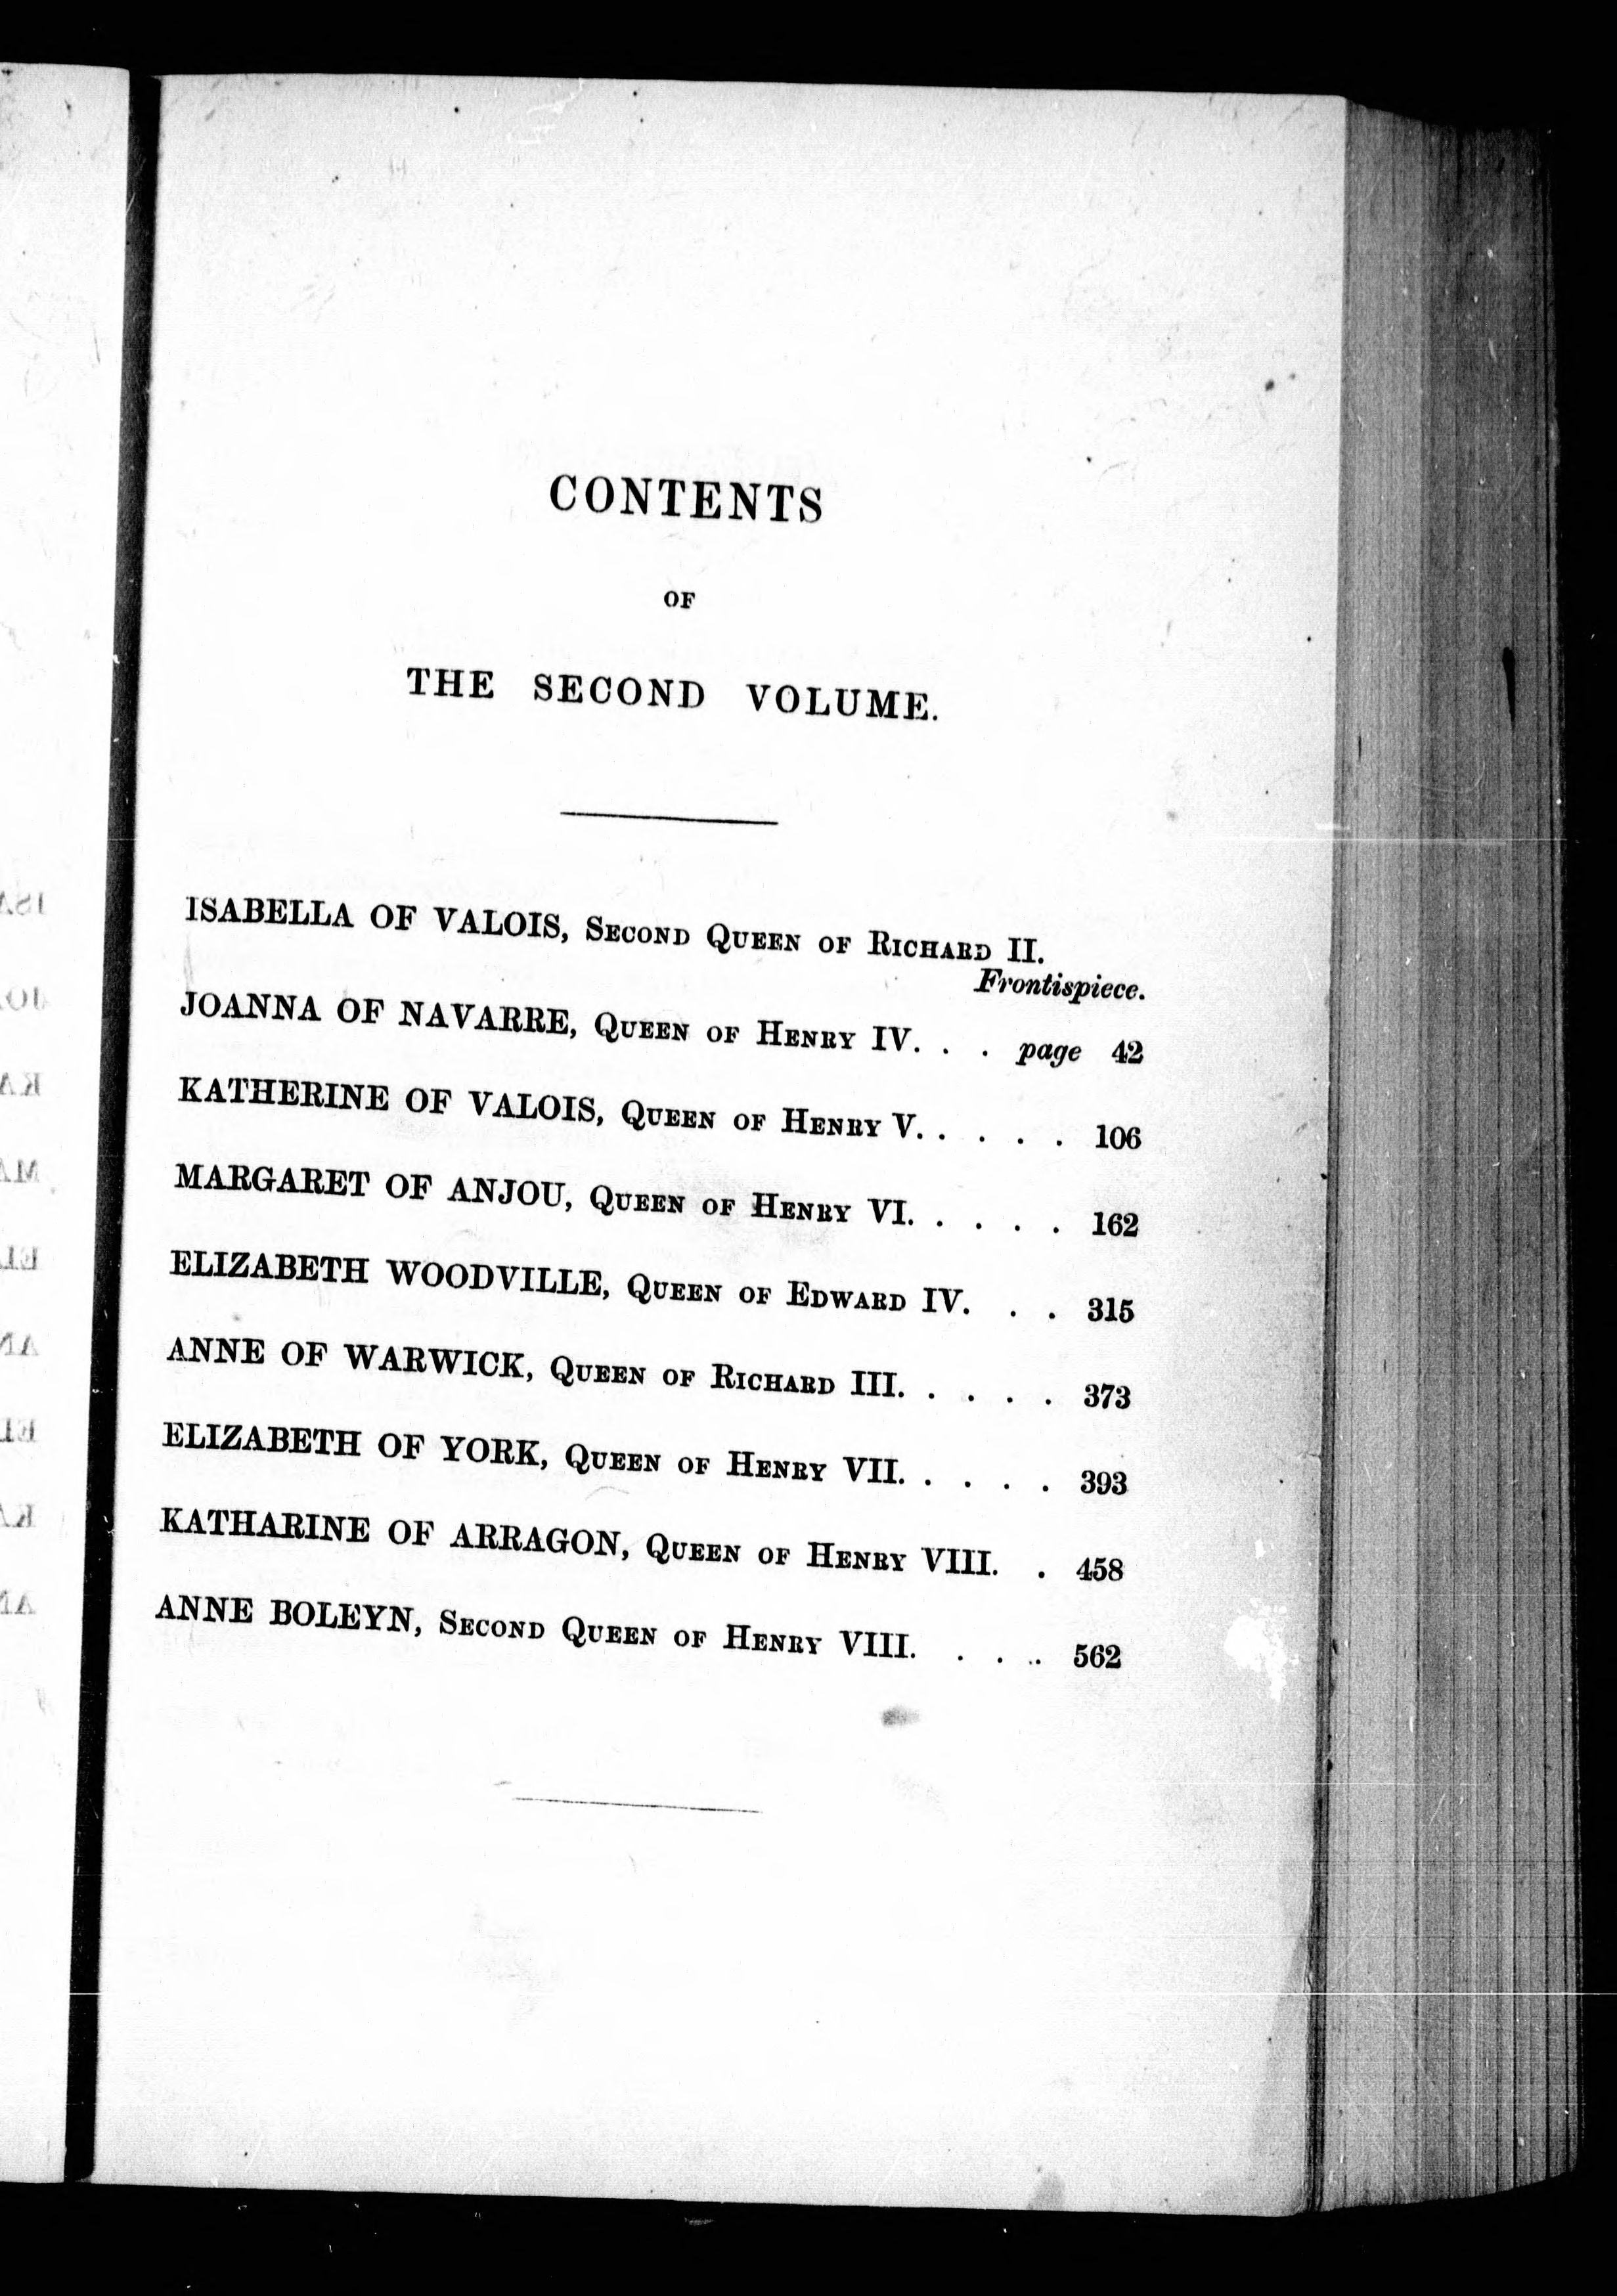 CONTENTS
OF
THE SECOND VOLUME.
ISABELLA OF VALOIS, SECOND QUEEN OF RICHARD II.
Frontispiece.
JOANNA OF NAVARRE, QUEEN OF HENRY IV. . . page 42
KATHERINE OF VALOIS, QUEEN OF HENRY V. . . . . 106
MARGARET OF ANJOU, QUEEN OF HENRY VI. . . . . 162
ELIZABETH WOODVILLE, QUEEN OF EDWARD IV. . . 315
ANNE OF WARWICK, QUEEN OF RICHARD III. . . . . 373
ELIZABETH OF YORK, QUEEN OF HENRY VII. . . . . 393
KATHARINE OF ARRAGON, QUEEN OF HENRY VIII. . 458
ANNE BOLEYN, SECOND QUEEN OF HENRY VIII. . . . 562